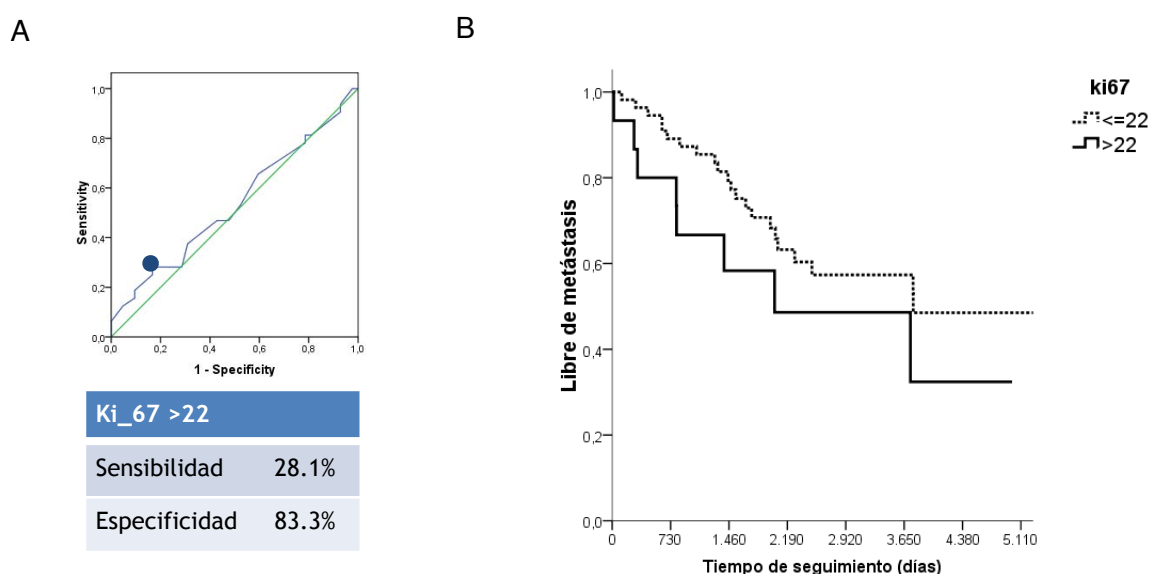 A
B
1,0
0,8
0,6
0,4
0,2
0,0
Sensitivity
0,0 0,2 0,4 0,6 0,8 1,0
1 - Specificity
Ki_67 >22
Sensibilidad 28.1%
Especificidad 83.3%
ki67
<=22
>22
1,0
0,8
0,6
0,4
0,2
0,0
Libre de metástasis
0 730 1.460 2.190 2.920 3.650 4.380 5.110
Tiempo de seguimiento (días)